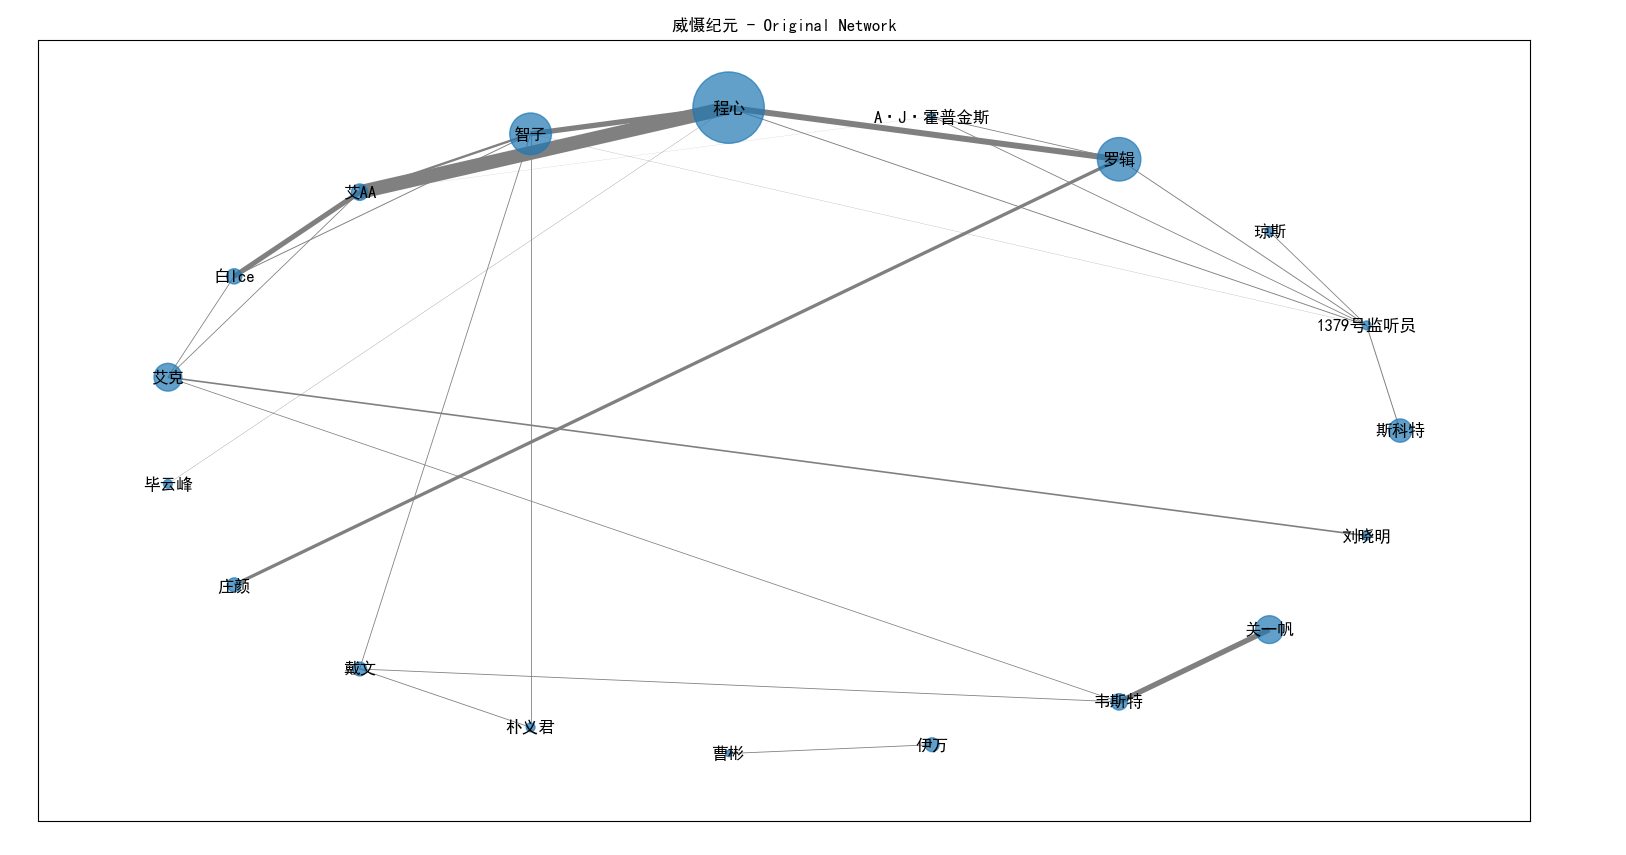 威慑纪元 - Original Network
程心
A·J·霍普金斯
智子
罗辑
艾AA
琼斯
白Ice
1379号监听员
艾克
斯科特
毕云峰
刘晓明
庄颜
关一帆
戴文
韦斯特
朴义君
曹彬
伊万